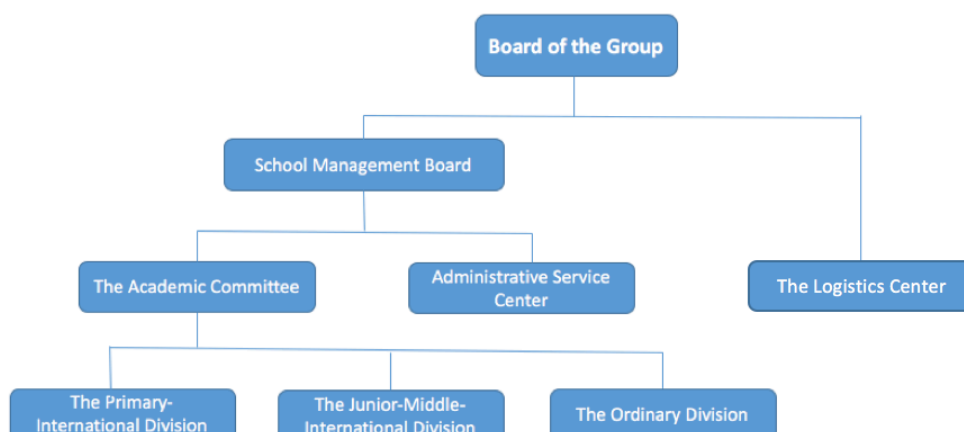 Board of the Group
School Management Board
The Academic Committee
Administrative Service
Center
The Logistics Center
The Primary-
International Division
The Junior-Middle-
International Division
The Ordinary Division